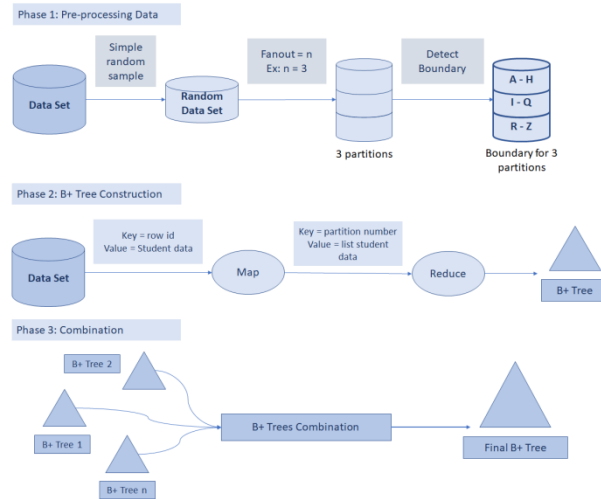 Phase 1: Pre-processing Data
Simple
random
sample
Fanout = n
Ex: n = 3
Detect
Boundary
Data Set
Random
Data Set
A - H
I - Q
R - Z
3 partitions
Boundary for 3
partitions
Phase 2: B+ Tree Construction
Key = row id
Value = Student data
Key = partition number
Value = list student
data
Data Set
Map
Reduce
B+ Tree
Phase 3: Combination
B+ Tree 2
B+ Tree 1
B+ Tree n
B+ Trees Combination
Final B+ Tree